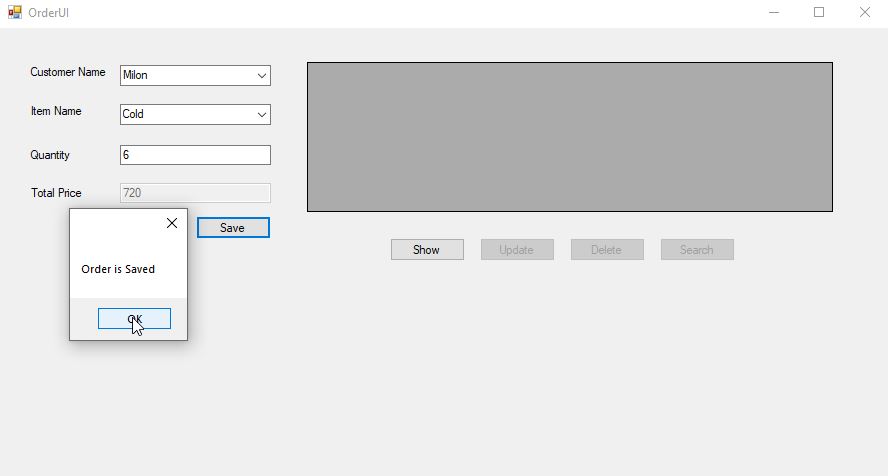 OrderUI
Customer Name Milon
Item Name Cold
Quantity 6
Total Price 720
Save
Order is Saved
OK
Show Update Delete Search